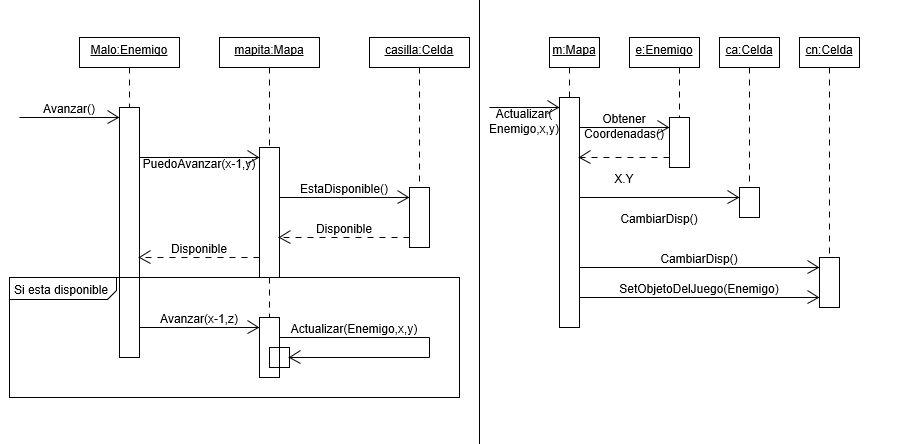 Malo:Enemigo
mapita:Mapa
casilla:Celda
Avanzar()
PuedoAvanzar(x-1,y)
EstaDisponible()
Disponible
Disponible
Si esta disponible
Avanzar(x-1,z)
Actualizar(Enemigo,x,y)
m:Mapa
e:Enemigo
ca:Celda
cn:Celda
Actualizar(
Enemigo,x,y)
Obtener
Coordenadas()
X.Y
CambiarDisp()
CambiarDisp()
SetObjetoDelJuego(Enemigo)